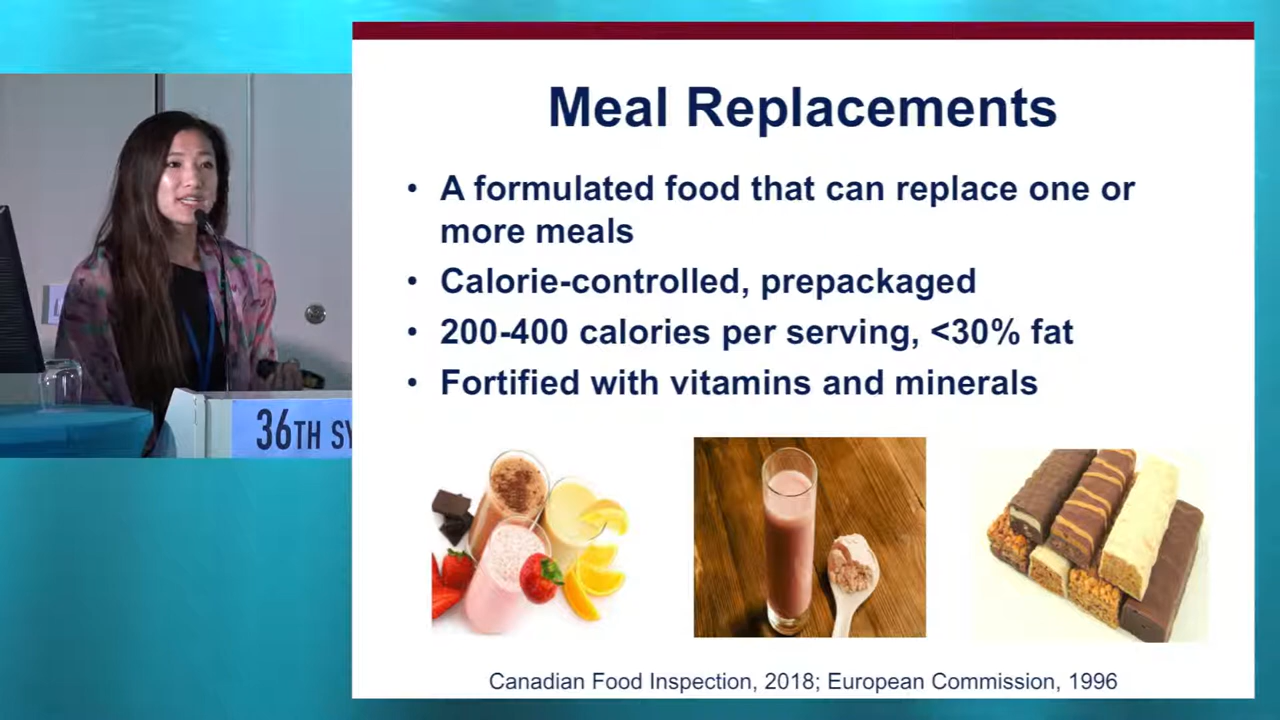 Meal Replacements
• A formulated food that can replace one or
more meals
• Calorie-controlled, prepackaged
• 200-400 calories per serving, <30% fat
• Fortified with vitamins and minerals
36TH SY
Canadian Food Inspection, 2018; European Commission, 1996